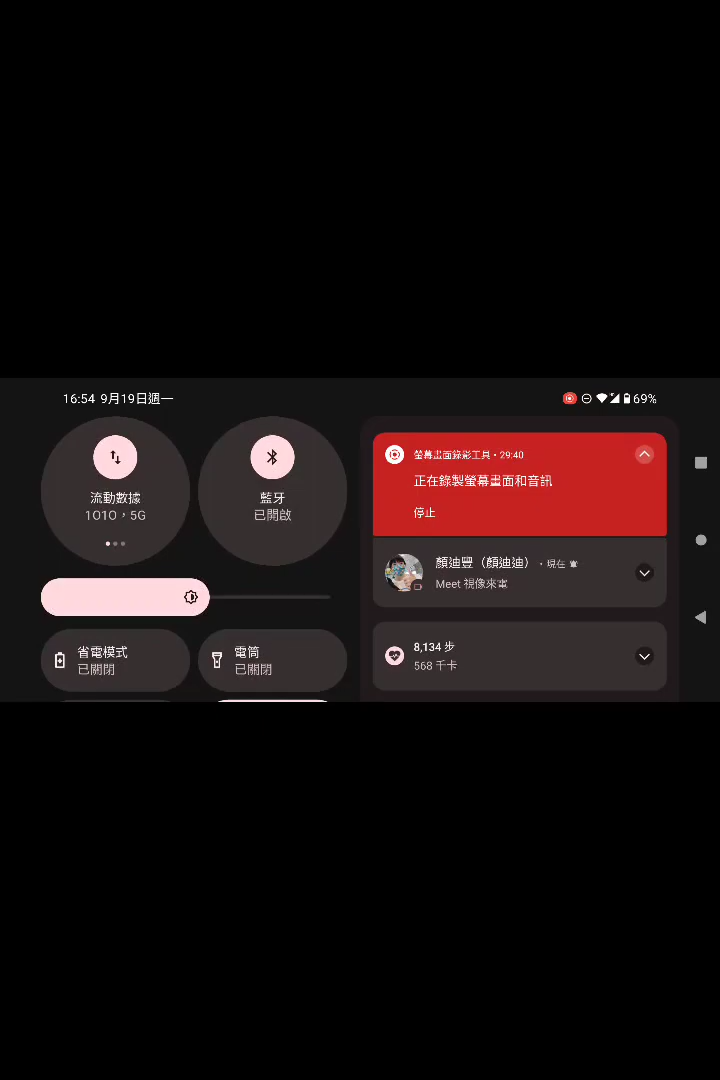 16:54 9月19日週一
69%
流動數據
1O1O，5G
藍牙
已開啟
省電模式
已關閉
電筒
已關閉
螢幕畫面錄影工具 • 29:40
正在錄製螢幕畫面和音訊
停止
顏迪豐（顏迪迪） • 現在
Meet 視像來電
8,134 步
568 千卡